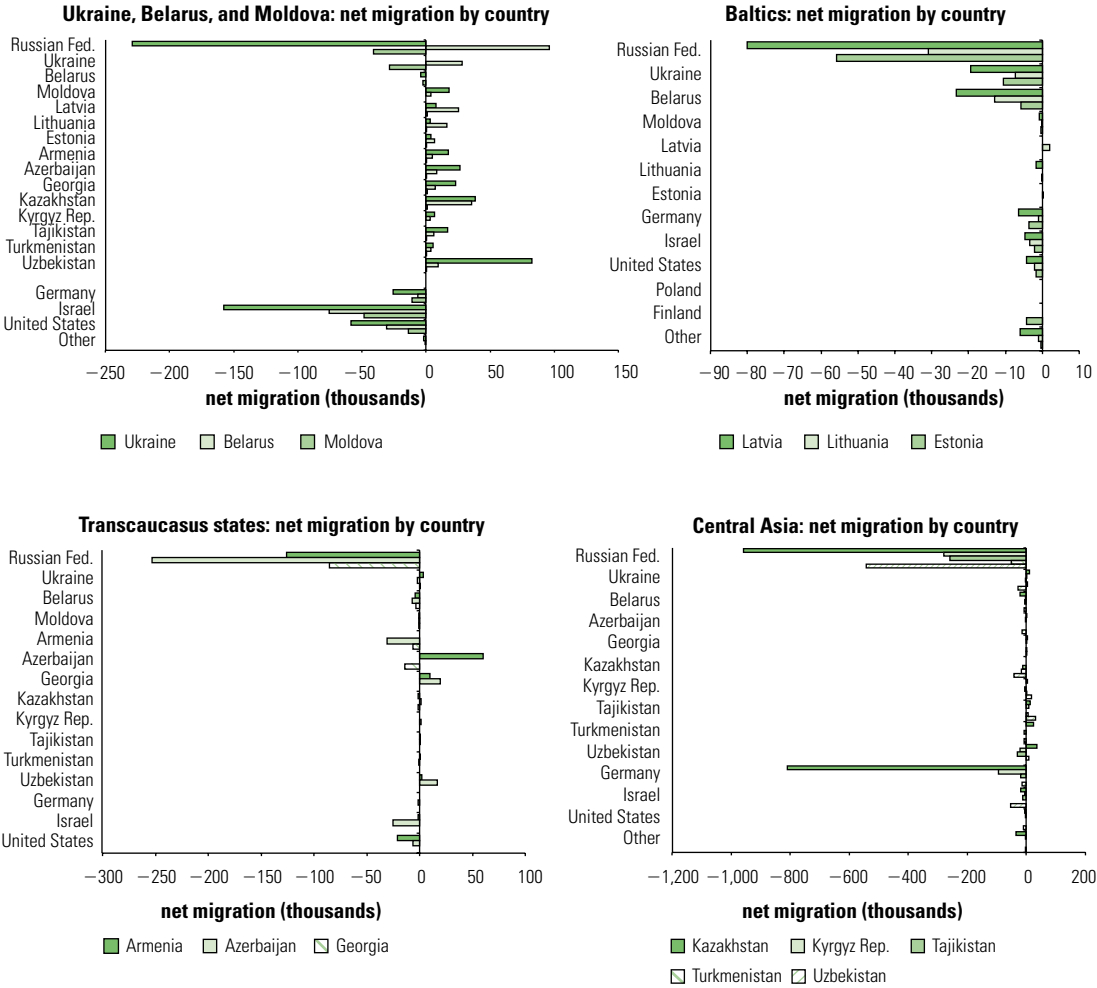 Ukraine, Belarus, and Moldova: net migration by country
Russian Fed.
Ukraine
Belarus
Moldova
Latvia
Lithuania
Estonia
Armenia
Azerbaijan
Georgia
Kazakhstan
Kyrgyz Rep.
Tajikistan
Turkmenistan
Uzbekistan
Germany
Israel
United States
Other
−250 −200 −150 −100 −50 0 50 100 150
net migration (thousands)
Ukraine Belarus Moldova
Baltics: net migration by country
Russian Fed.
Ukraine
Belarus
Moldova
Latvia
Lithuania
Estonia
Germany
Israel
United States
Poland
Finland
Other
−90 −80 −70 −60 −50 −40 −30 −20 −10 0 10
net migration (thousands)
Latvia Lithuania Estonia
Transcaucasus states: net migration by country
Russian Fed.
Ukraine
Belarus
Moldova
Armenia
Azerbaijan
Georgia
Kazakhstan
Kyrgyz Rep.
Tajikistan
Turkmenistan
Uzbekistan
Germany
Israel
United States
−300 −250 −200 −150 −100 −50 0 50 100
net migration (thousands)
Armenia Azerbaijan Georgia
Central Asia: net migration by country
Russian Fed.
Ukraine
Belarus
Azerbaijan
Georgia
Kazakhstan
Kyrgyz Rep.
Tajikistan
Turkmenistan
Uzbekistan
Germany
Israel
United States
Other
−1,200 −1,000 −800 −600 −400 −200 0 200
net migration (thousands)
Kazakhstan Kyrgyz Rep. Tajikistan
Turkmenistan Uzbekistan